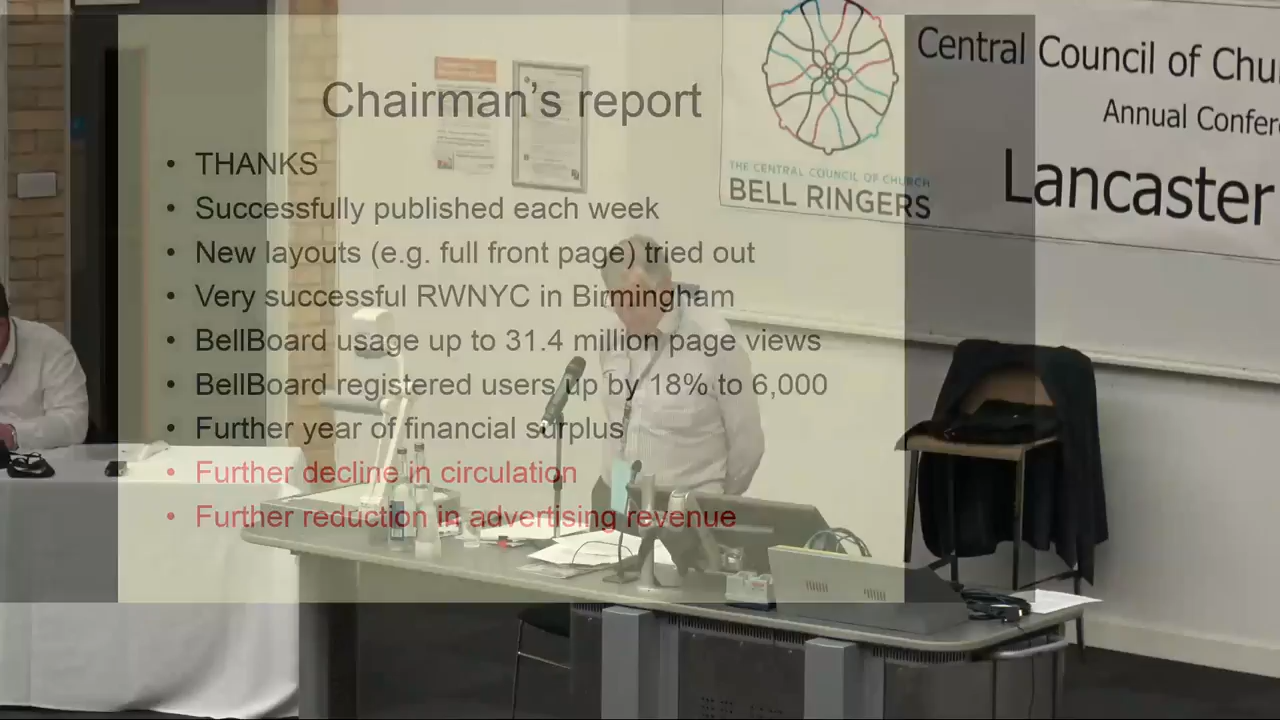 Chairman's report
• THANKS
• Successfully published each week
• New layouts (e.g. full front page) tried out
• Very successful RWNYC in Birmingham
• BellBoard usage up to 31.4 million page views
• BellBoard registered users up by 18% to 6,000
• Further year of financial surplus
• Further decline in circulation
• Further reduction in advertising revenue
THE CENTRAL COUNCIL OF CHURCH
BELL RINGERS
Central Council of Chu
Annual Confer
Lancaster